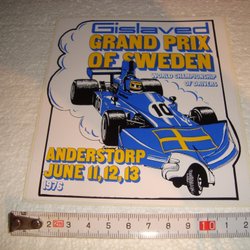 Gislaved
GRAND PRIX
OF SWEDEN
WORLD CHAMPIONSHIP
OF DRIVERS
10
ANDERSTORP
JUNE 11, 12, 13
1976